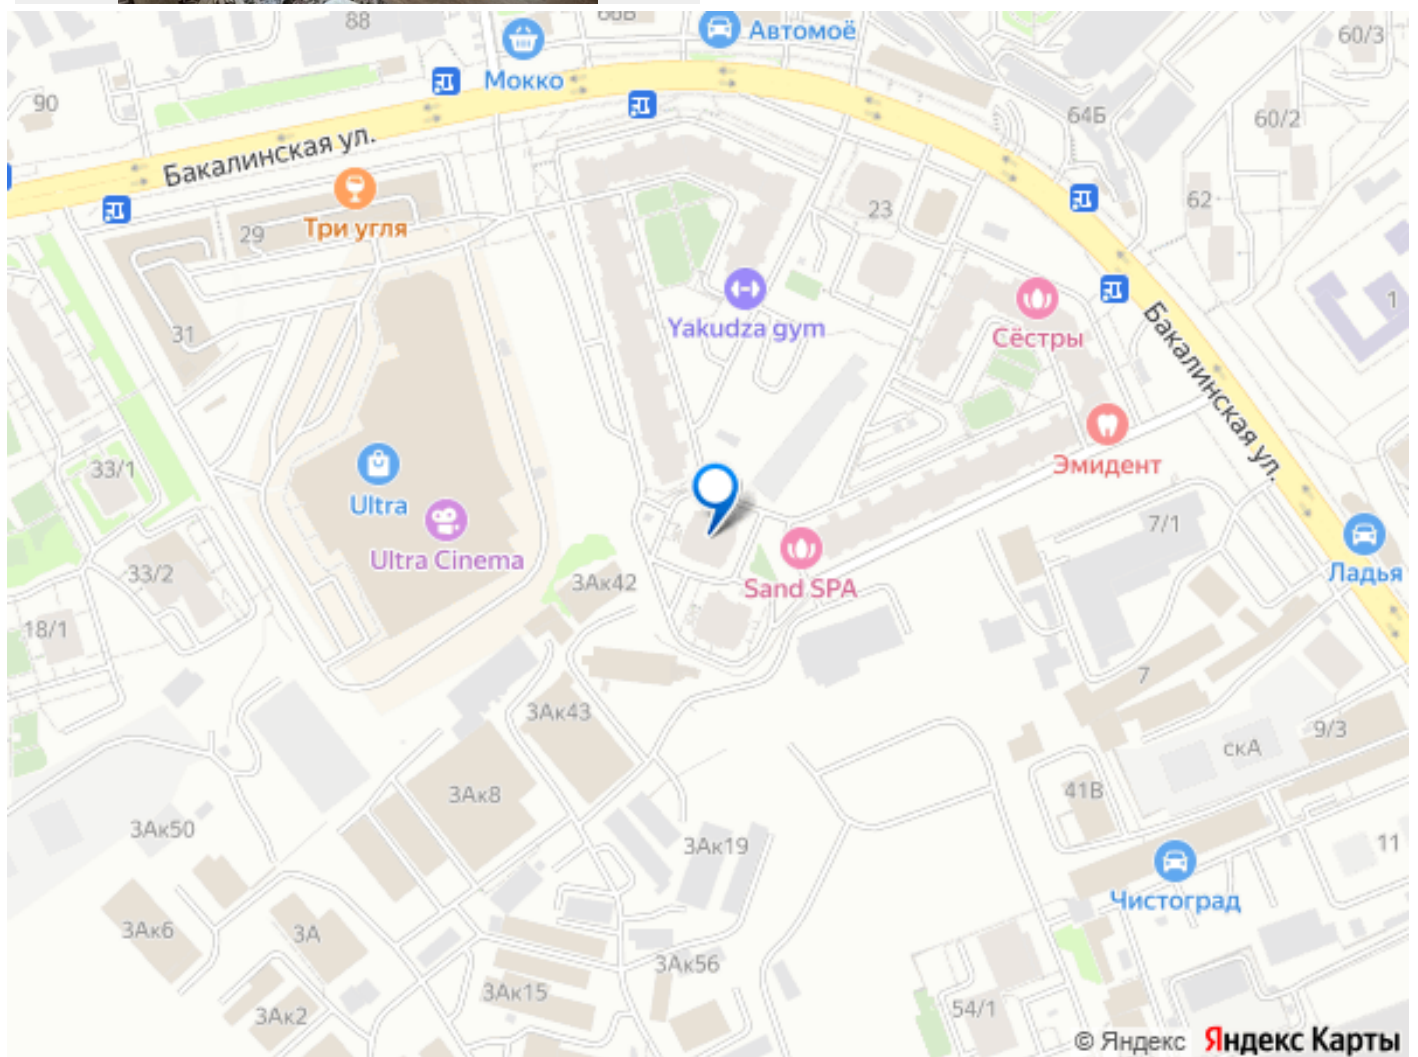 88
66В
Автомоё
60/3
Мокко
90
64Б
60/2
Бакалинская ул.
62
23
29
Три угля
1
Yakudza gym
Сёстры
31
Бакалинская ул.
33/1
Ultra
Эмидент
7/1
Ultra Cinema
33/2
3Ак42
Sand SPA
Ладья
18/1
7
3Ак43
9/3
скА
3Ак8
41В
3Ак50
3Ак19
11
Чистоград
3Ак6
3А
3Ак56
3Ак15
54/1
3Ак2
© Яндекс Яндекс Карты